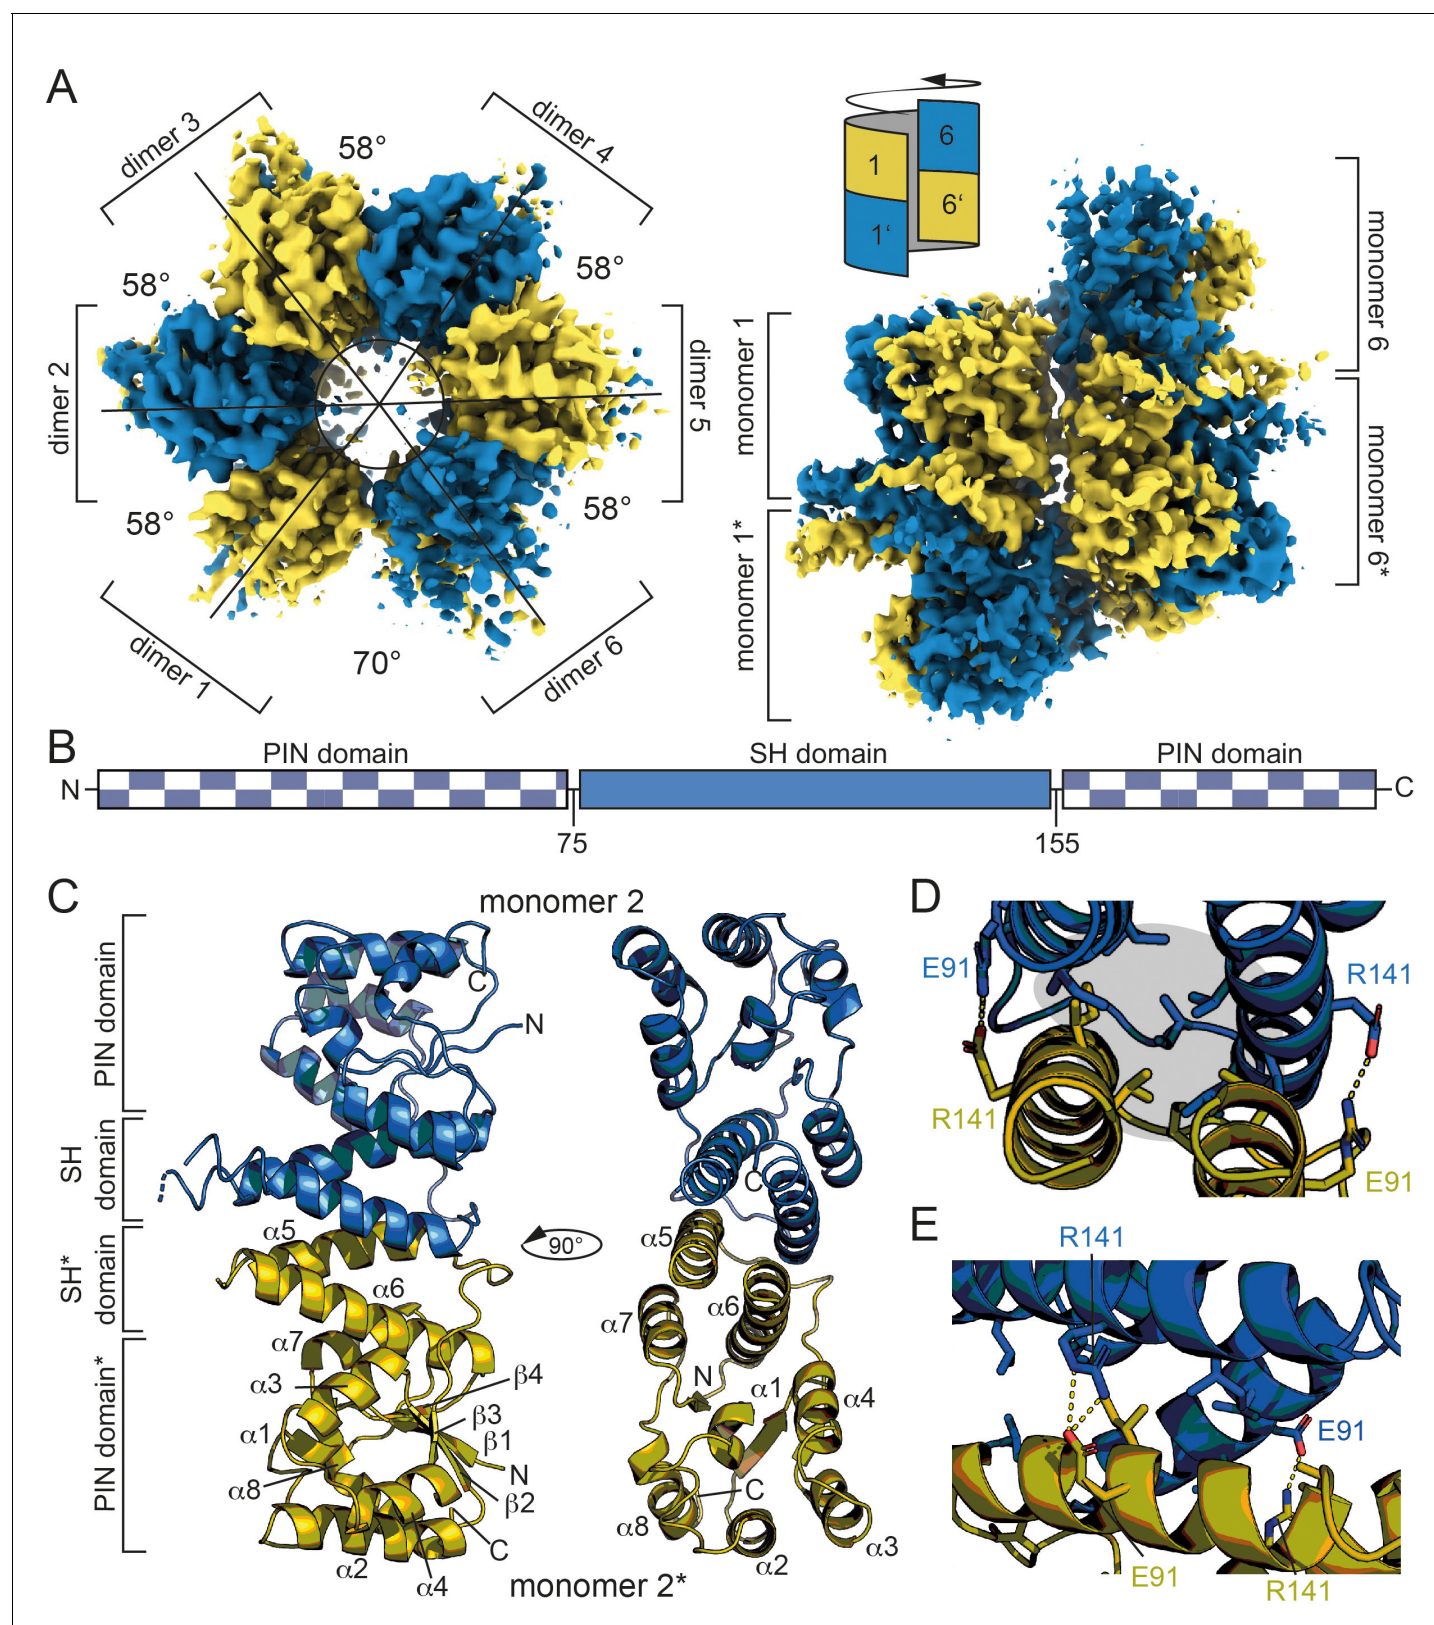 A
dimer 3
58°
dimer 4
58°
58°
dimer 2
dimer 5
58°
58°
dimer 1
70°
dimer 6
1
6
1‘
6‘
monomer 1
monomer 1*
monomer 6
monomer 6*
B
PIN domain
SH domain
PIN domain
N
C
75
155
C
monomer 2
PIN domain
SH
domain
SH*
domain
PIN domain*
C
N
α5
α6
α7
α3
α1
α8
α2
α4
β4
β3
β1
N
β2
C
90°
C
α5
α6
α7
N
α1
α4
C
α8
α2
α3
monomer 2*
D
E91
R141
R141
E91
E
R141
E91
E91
R141